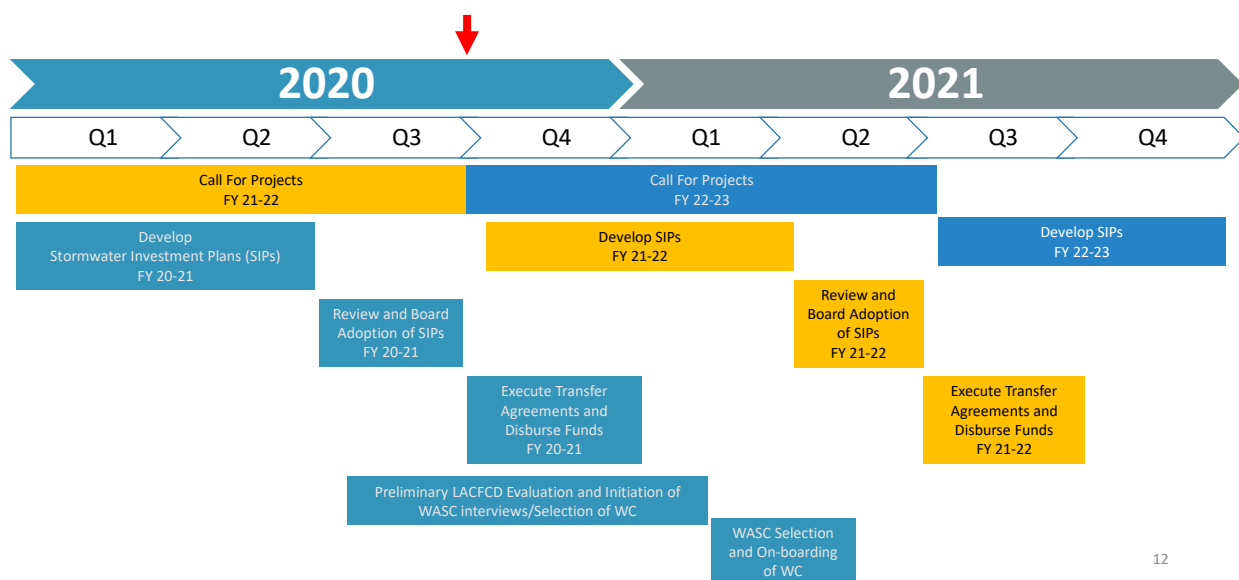 2020
2021
Q1
Q2
Q3
Q4
Q1
Q2
Q3
Q4
Call For Projects
FY 21-22
Call For Projects
FY 22-23
Develop
Stormwater Investment Plans (SIPs)
FY 20-21
Develop SIPs
FY 21-22
Develop SIPs
FY 22-23
Review and Board
Adoption of SIPs
FY 20-21
Review and
Board Adoption
of SIPs
FY 21-22
Execute Transfer
Agreements and
Disburse Funds
FY 20-21
Execute Transfer
Agreements and
Disburse Funds
FY 21-22
Preliminary LACFCD Evaluation and Initiation of
WASC interviews/Selection of WC
WASC Selection
and On-boarding
of WC
12